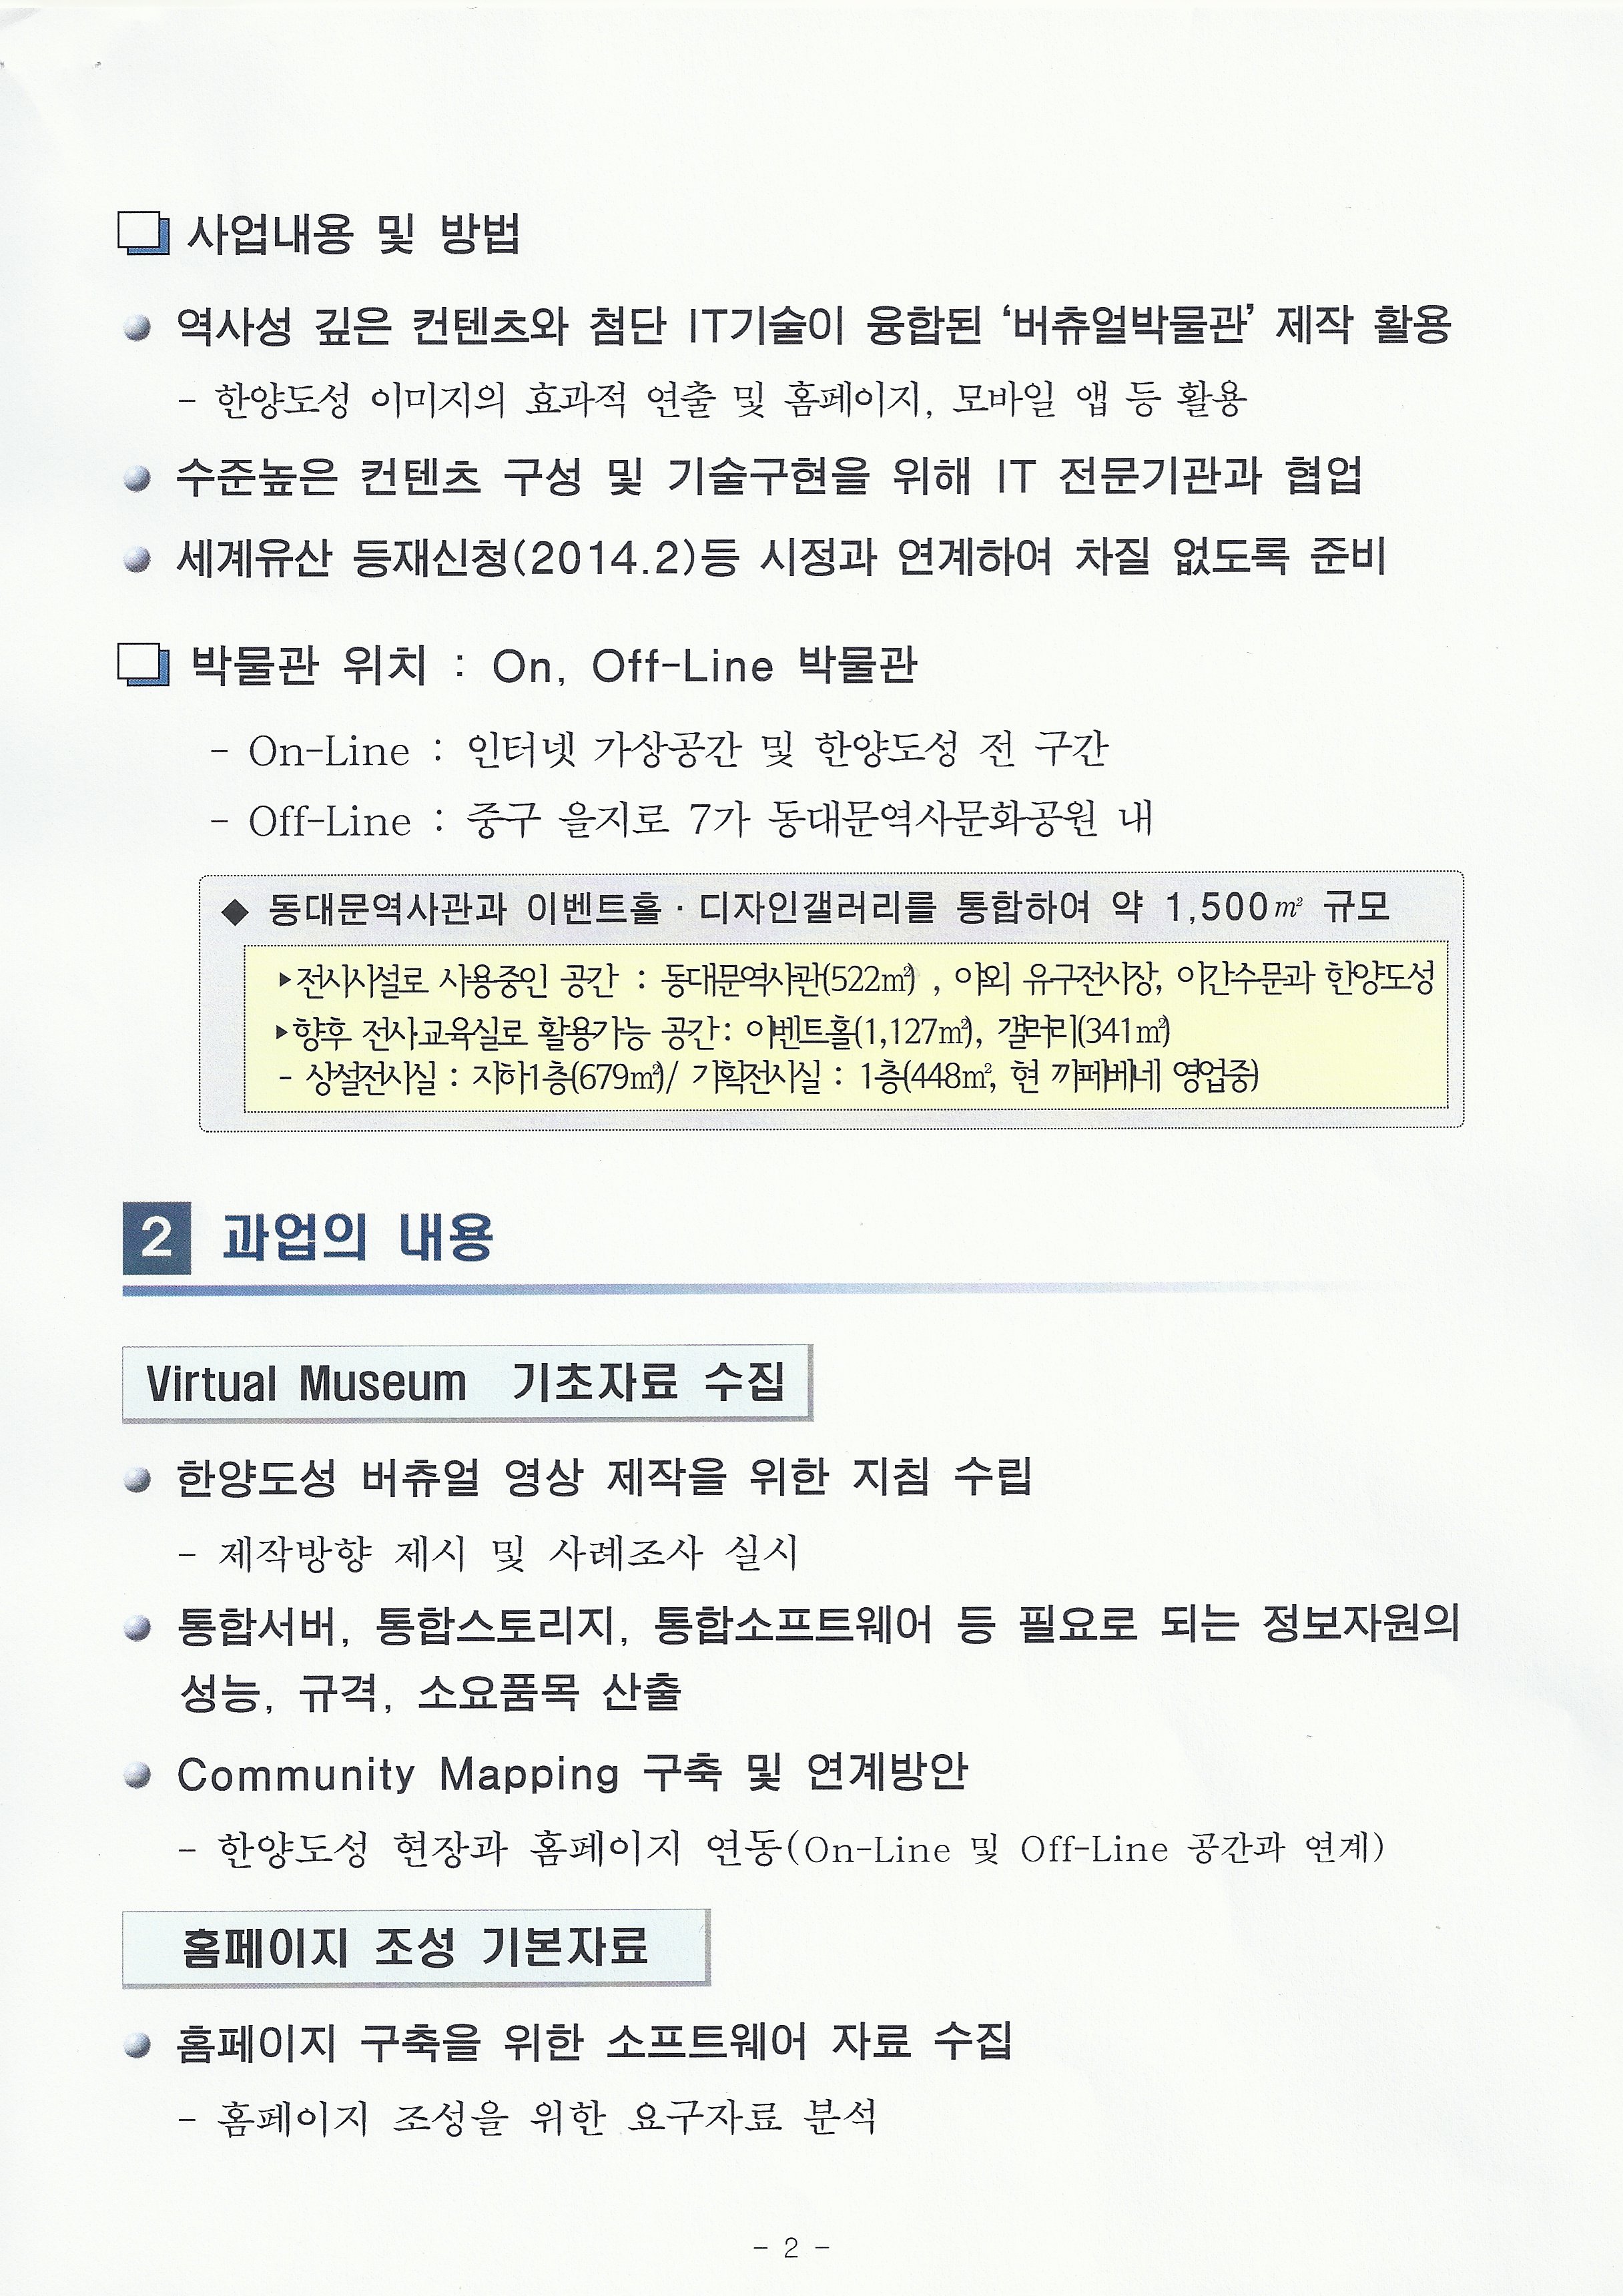 사업내용 및 방법
역사성 깊은 컨텐츠와 첨단 IT기술이 융합된 ‘버츄얼박물관’ 제작 활용
- 한양도성 이미지의 효과적 연출 및 홈페이지, 모바일 앱 등 활용
수준높은 컨텐츠 구성 및 기술구현을 위해 IT 전문기관과 협업
세계유산 등재신청(2014.2)등 시정과 연계하여 차질 없도록 준비
박물관 위치 : On, Off-Line 박물관
- On-Line : 인터넷 가상공간 및 한양도성 전 구간
- Off-Line : 중구 을지로 7가 동대문역사문화공원 내
◆ 동대문역사관과 이벤트홀·디자인갤러리를 통합하여 약 1,500㎡ 규모
▸전시시설로 사용중인 공간 : 동대문역사관(522㎡) , 야외 유구전시장, 이간수문과 한양도성
▸향후 전시·교육실로 활용가능 공간: 이벤트홀(1,127㎡), 갤러리(341㎡)
- 상설전시실 : 지하1층(679㎡)/ 기획전시실 : 1층(448㎡, 현 까페베네 영업중)
2 과업의 내용
Virtual Museum 기초자료 수집
한양도성 버츄얼 영상 제작을 위한 지침 수립
- 제작방향 제시 및 사례조사 실시
통합서버, 통합스토리지, 통합소프트웨어 등 필요로 되는 정보자원의
성능, 규격, 소요품목 산출
Community Mapping 구축 및 연계방안
- 한양도성 현장과 홈페이지 연동(On-Line 및 Off-Line 공간과 연계)
홈페이지 조성 기본자료
홈페이지 구축을 위한 소프트웨어 자료 수집
- 홈페이지 조성을 위한 요구자료 분석
- 2 -